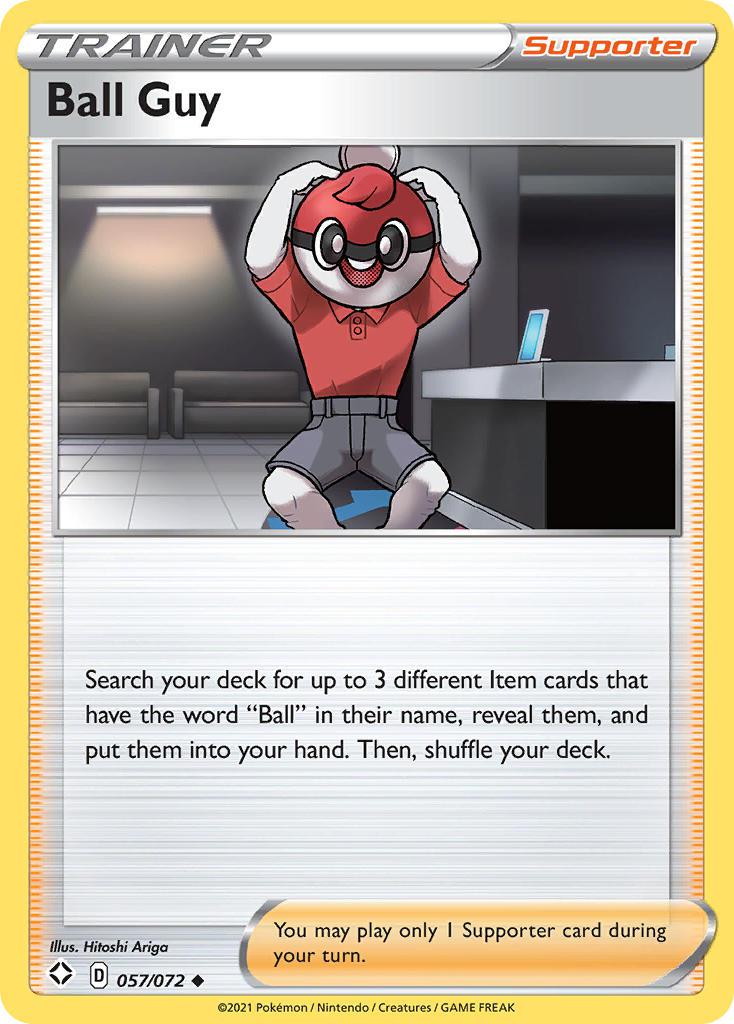 TRAINER
Supporter
Ball Guy
Search your deck for up to 3 different Item cards that
have the word “Ball” in their name, reveal them, and
put them into your hand. Then, shuffle your deck.
You may play only 1 Supporter card during
your turn.
Illus. Hitoshi Ariga
D 057/072
©2021 Pokémon / Nintendo / Creatures / GAME FREAK